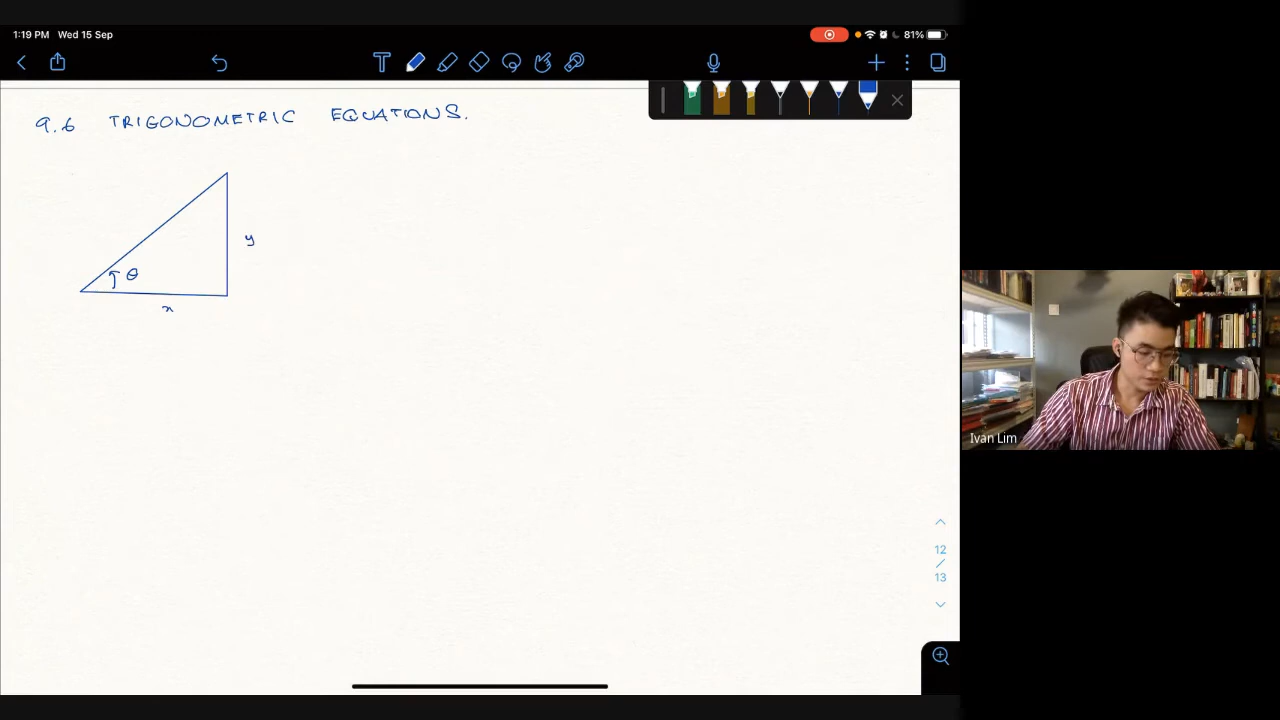 1:19 PM Wed 15 Sep
81%
9.6 TRIGONOMETRIC EQUATIONS.
y
θ
x
Ivan Lim
12
/
13